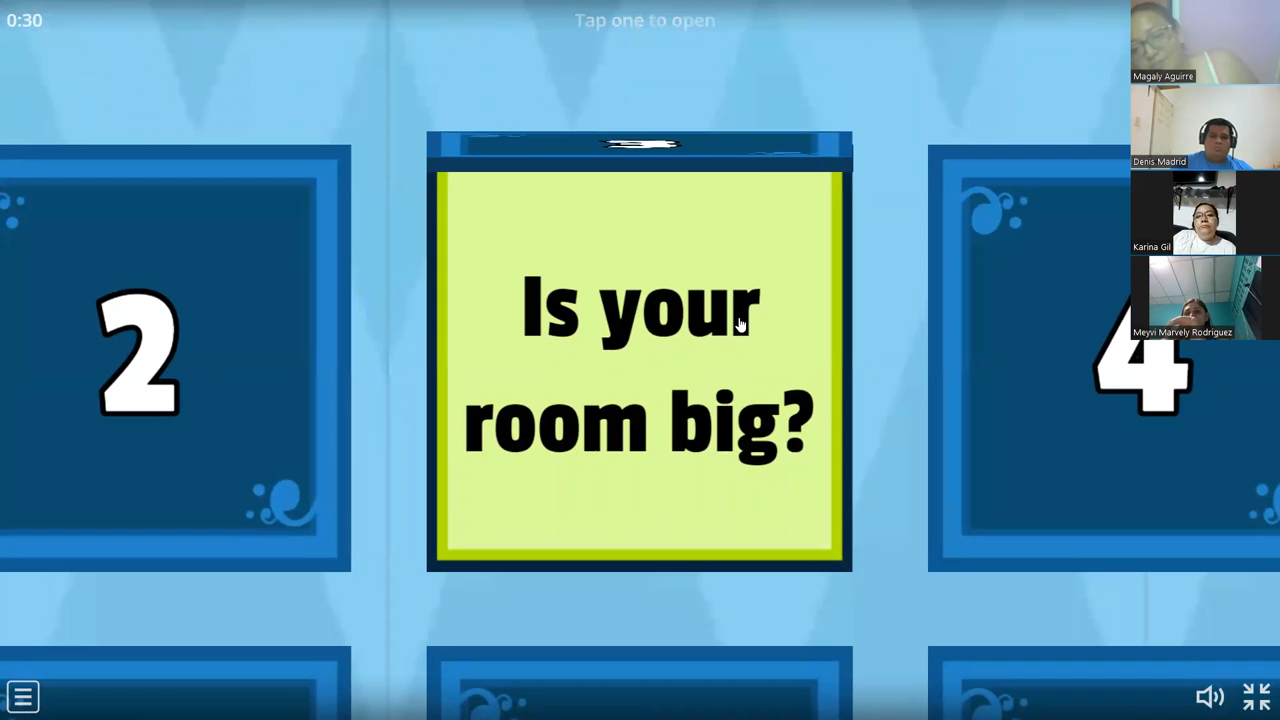 0:30
Tap one to open
Magaly Aguirre
Denis Madrid
Karina Gil
Meyvi Marvely Rodriguez
2
Is your
room big?
4